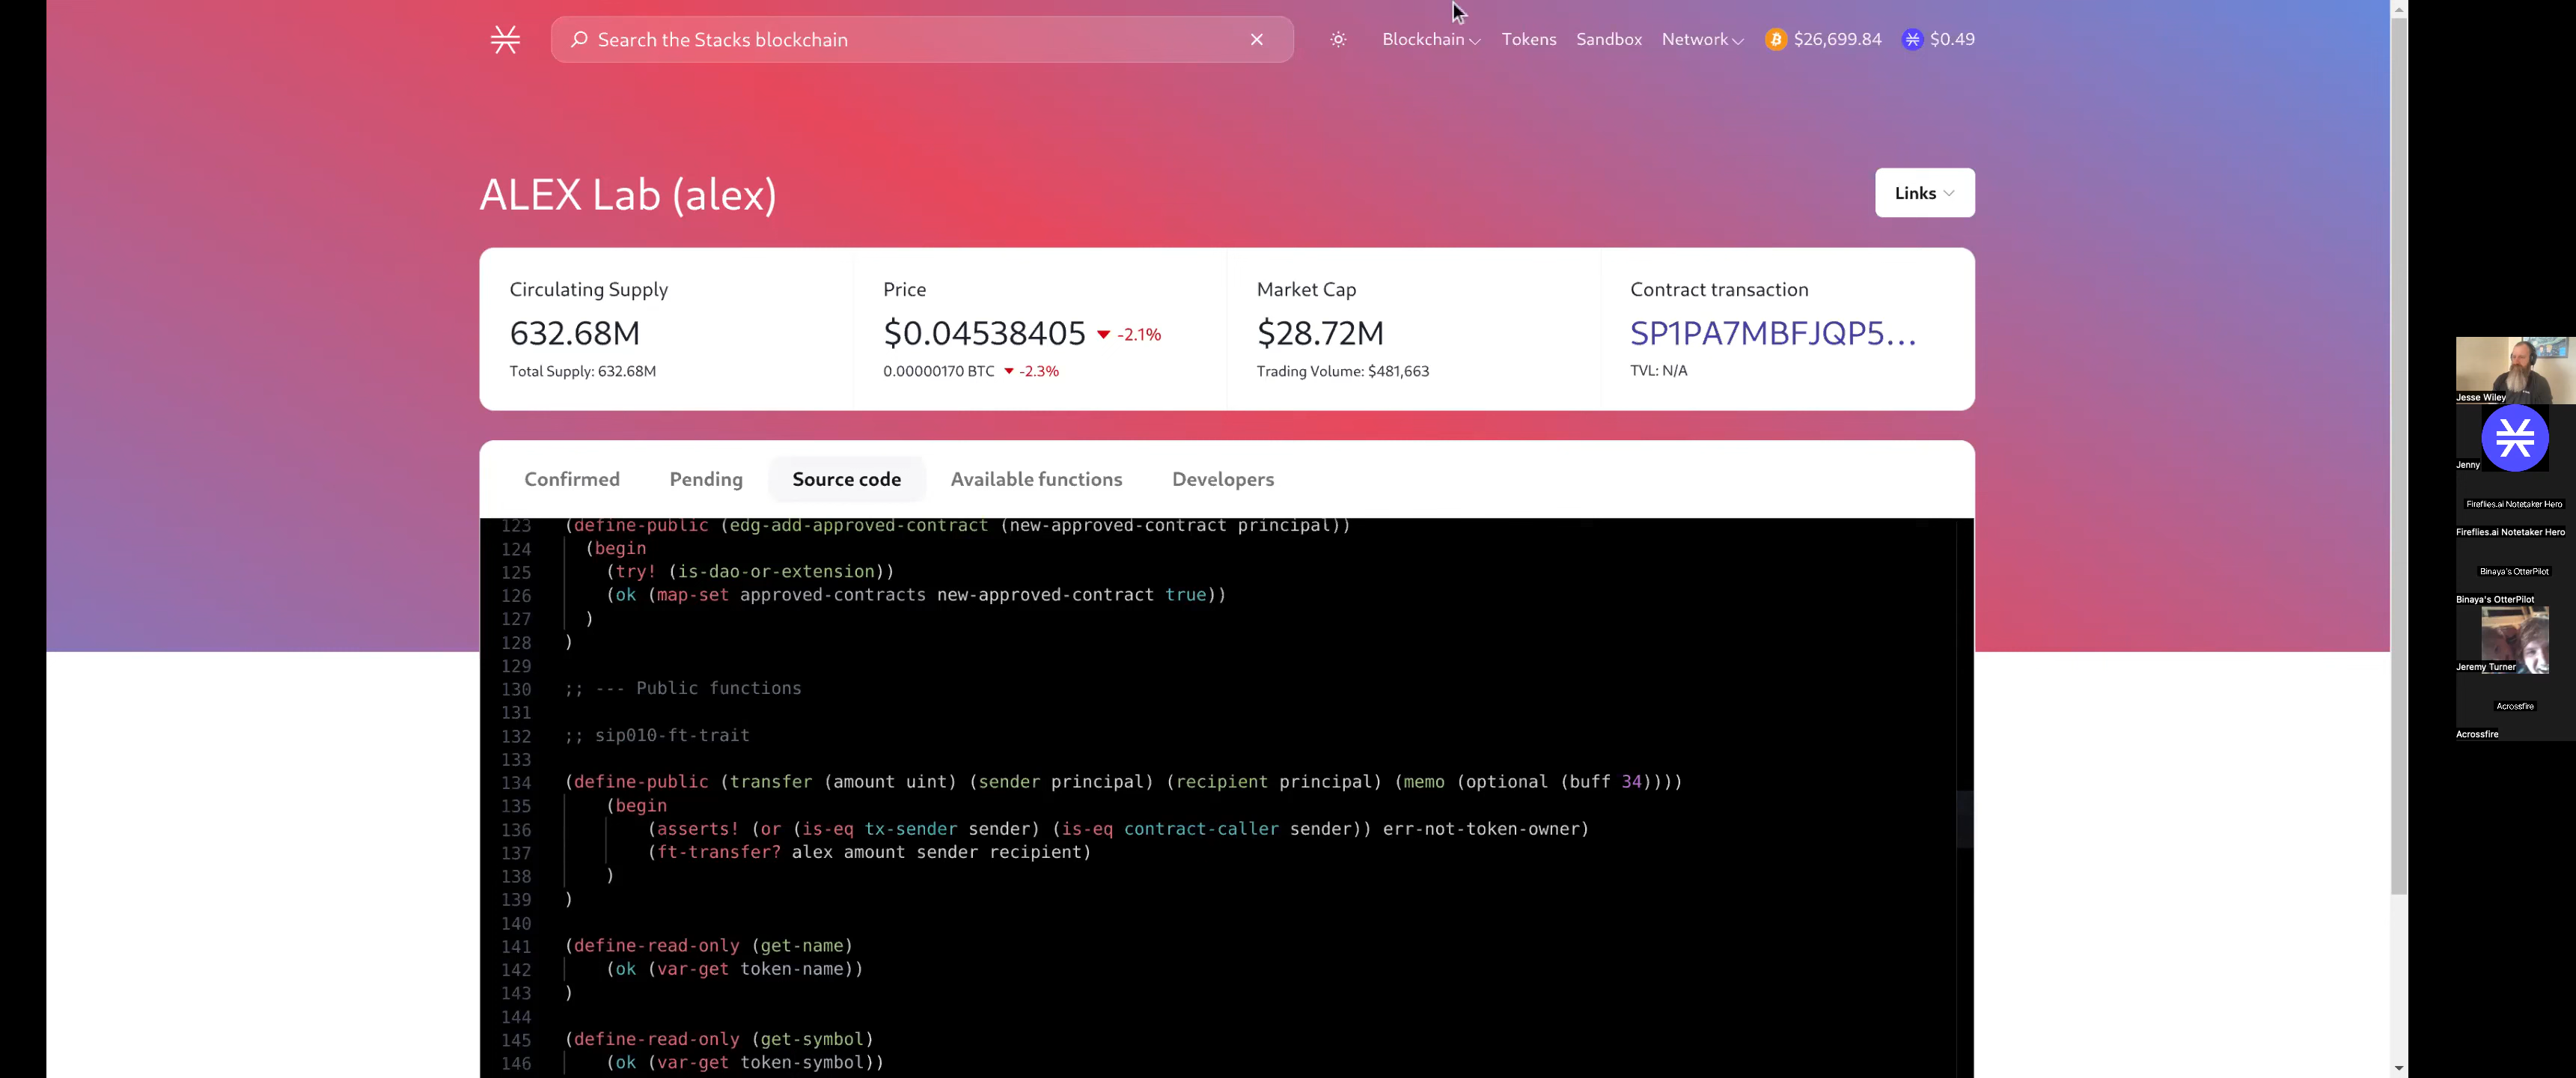 Search the Stacks blockchain
Blockchain Tokens Sandbox Network $26,699.84 $0.49
ALEX Lab (alex)
Links
Circulating Supply
632.68M
Total Supply: 632.68M
Price
$0.04538405 -2.1%
0.00000170 BTC -2.3%
Market Cap
$28.72M
Trading Volume: $481,663
Contract transaction
SP1PA7MBFJQP5...
TVL: N/A
Confirmed Pending Source code Available functions Developers
123 (define-public (edg-add-approved-contract (new-approved-contract principal))
124 (begin
125 (try! (is-dao-or-extension))
126 (ok (map-set approved-contracts new-approved-contract true))
127 )
128 )
129
130 ;; --- Public functions
131
132 ;; sip010-ft-trait
133
134 (define-public (transfer (amount uint) (sender principal) (recipient principal) (memo (optional (buff 34))))
135 (begin
136 (asserts! (or (is-eq tx-sender sender) (is-eq contract-caller sender)) err-not-token-owner)
137 (ft-transfer? alex amount sender recipient)
138 )
139 )
140
141 (define-read-only (get-name)
142 (ok (var-get token-name))
143 )
144
145 (define-read-only (get-symbol)
146 (ok (var-get token-symbol))
Jesse Wiley
Jenny
Fireflies.ai Notetaker Hero
Fireflies.ai Notetaker Hero
Binaya's OtterPilot
Binaya's OtterPilot
Jeremy Turner
Acrossfire
Acrossfire